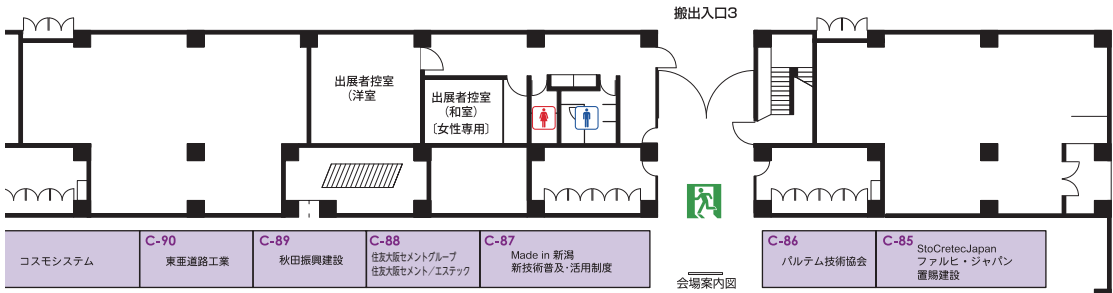 搬出入口3
出展者控室
（洋室
出展者控室
（和室）
〔女性専用〕
コスモシステム
C-90
東亜道路工業
C-89
秋田振興建設
C-88
住友大阪セメントグループ
住友大阪セメント／エステック
C-87
Made in 新潟
新技術普及・活用制度
会場案内図
C-86
パルテム技術協会
C-85
StoCretecJapan
ファルヒ・ジャパン
置賜建設